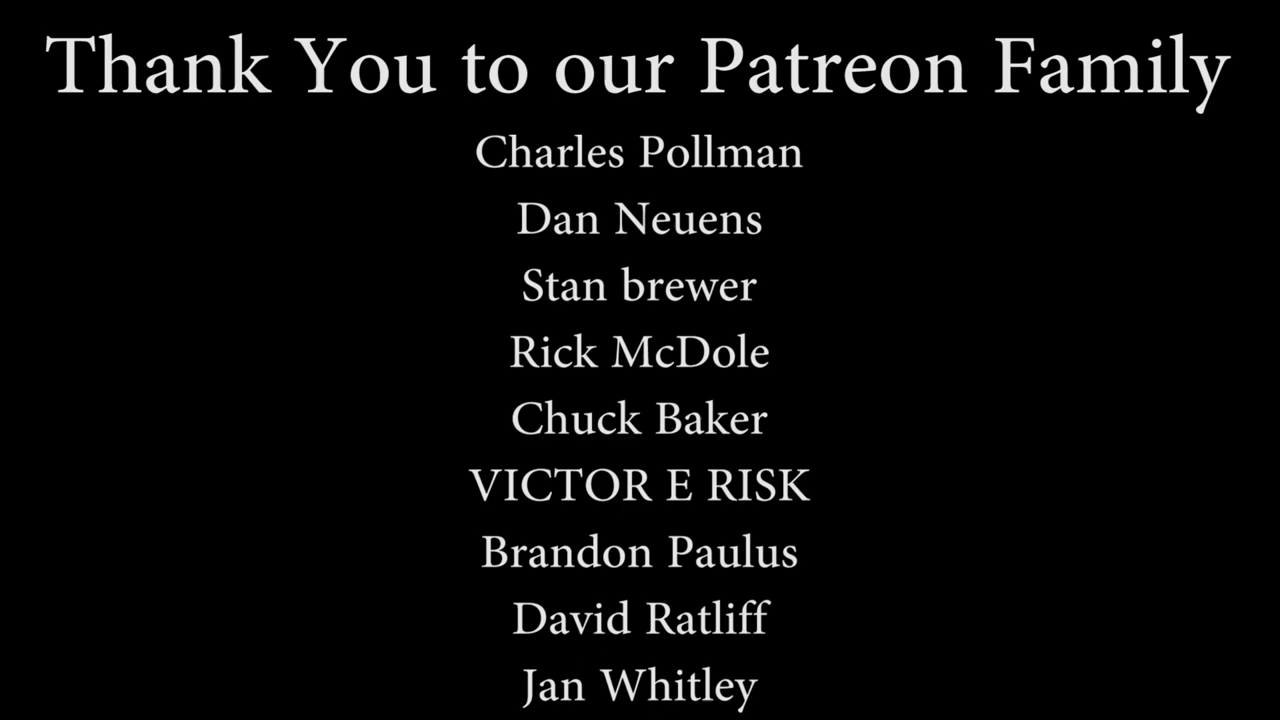 Thank You to our Patreon Family
Charles Pollman
Dan Neuens
Stan brewer
Rick McDole
Chuck Baker
VICTOR E RISK
Brandon Paulus
David Ratliff
Jan Whitley